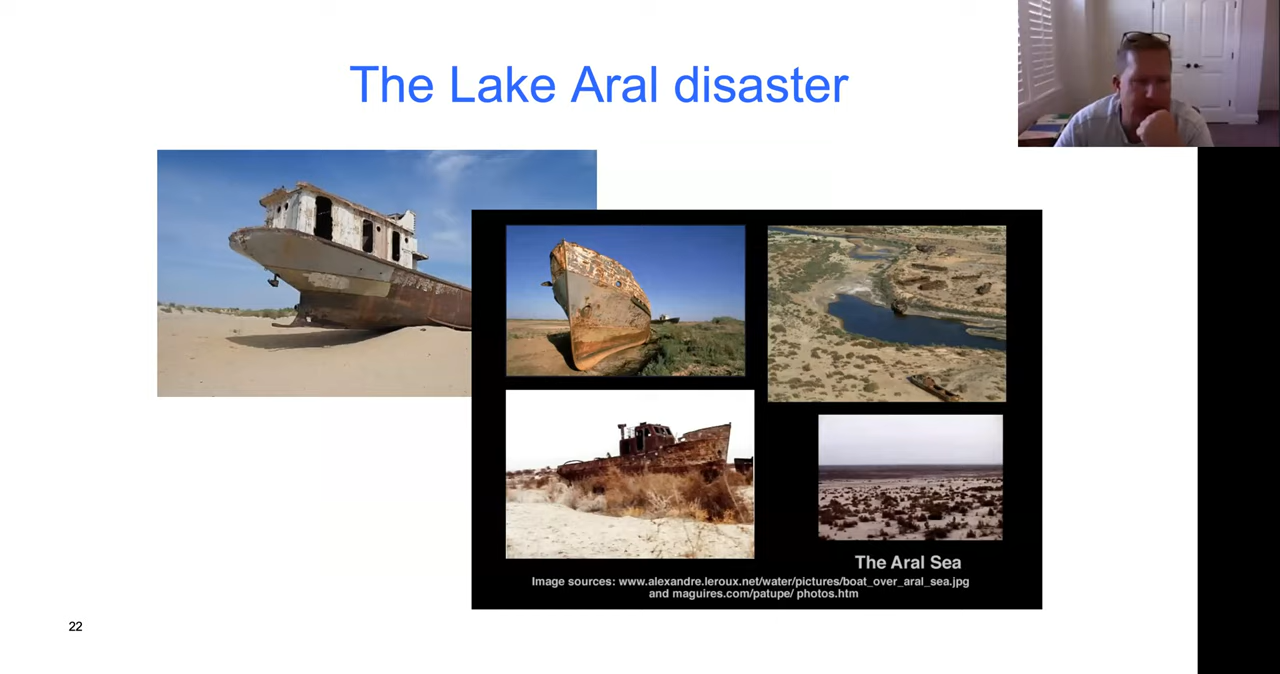 The Lake Aral disaster
The Aral Sea
Image sources: www.alexandre.leroux.net/water/pictures/boat_over_aral_sea.jpg
and maguires.com/patupe/ photos.htm
22